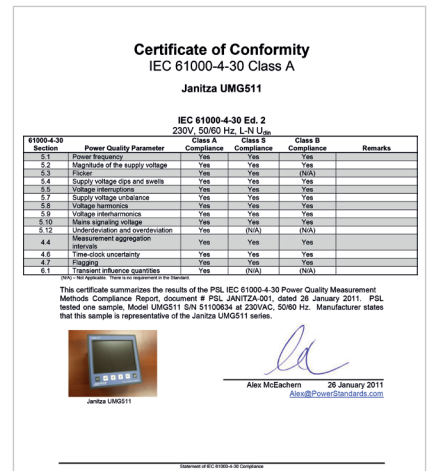 Certificate of Conformity
IEC 61000-4-30 Class A
Janitza UMG511
IEC 61000-4-30 Ed. 2
230V, 50/60 Hz, L-N Udin
61000-4-30 Section Power Quality Parameter Class A Compliance Class S Compliance Class B Compliance Remarks
5.1 Power frequency Yes Yes Yes
5.2 Magnitude of the supply voltage Yes Yes Yes
5.3 Flicker Yes Yes (N/A)
5.4 Supply voltage dips and swells Yes Yes Yes
5.5 Voltage interruptions Yes Yes Yes
5.7 Supply voltage unbalance Yes Yes Yes
5.8 Voltage harmonics Yes Yes Yes
5.9 Voltage interharmonics Yes Yes Yes
5.10 Mains signaling voltage Yes Yes Yes
5.12 Underdeviation and overdeviation Yes (N/A) (N/A)
4.4 Measurement aggregation intervals Yes Yes Yes
4.6 Time-clock uncertainty Yes Yes Yes
4.7 Flagging Yes Yes Yes
6.1 Transient influence quantities Yes (N/A) (N/A)
(N/A) – Not Applicable. There is no requirement in the Standard.
This certificate summarizes the results of the PSL IEC 61000-4-30 Power Quality Measurement
Methods Compliance Report, document # PSL JANITZA-001, dated 26 January 2011. PSL
tested one sample, Model UMG511 S/N 51100634 at 230VAC, 50/60 Hz. Manufacturer states
that this sample is representative of the Janitza UMG511 series.
Alex McEachern 26 January 2011
Alex@PowerStandards.com
Janitza UMG511
Statement of IEC 61000-4-30 Compliance